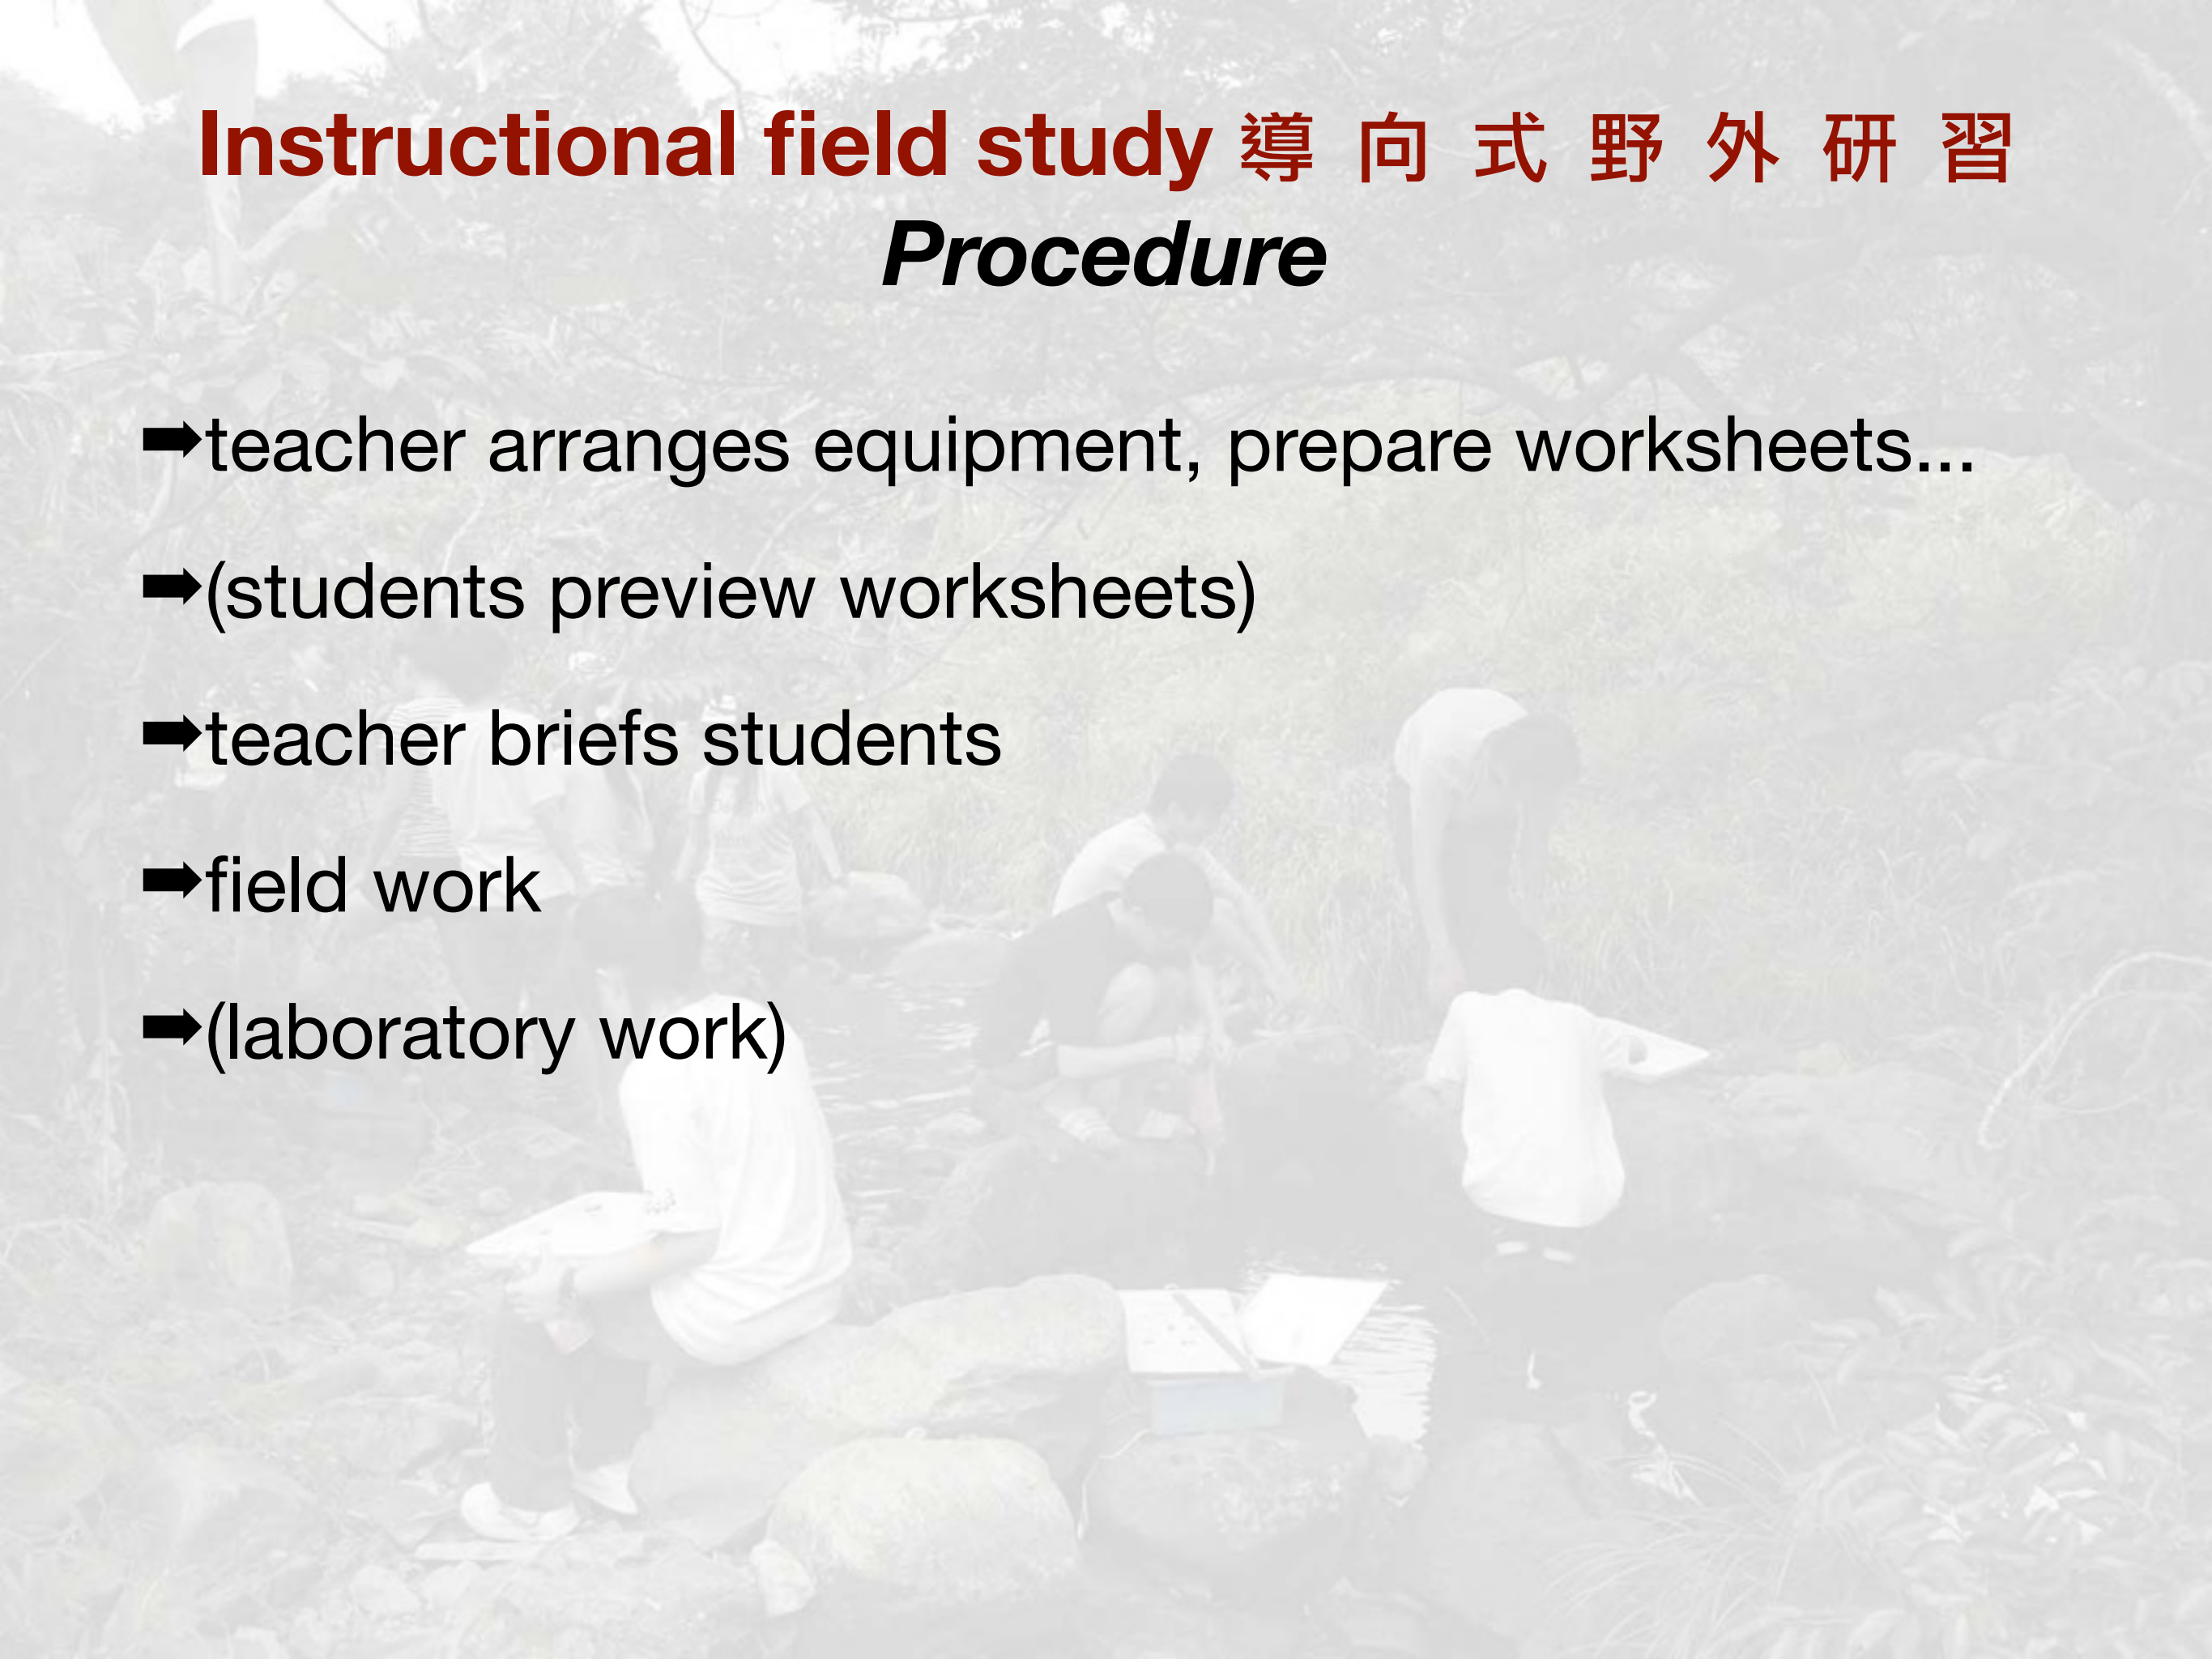 Instructional field study 導向式野外研習
Procedure
➡teacher arranges equipment, prepare worksheets...
➡(students preview worksheets)
➡teacher briefs students
➡field work
➡(laboratory work)